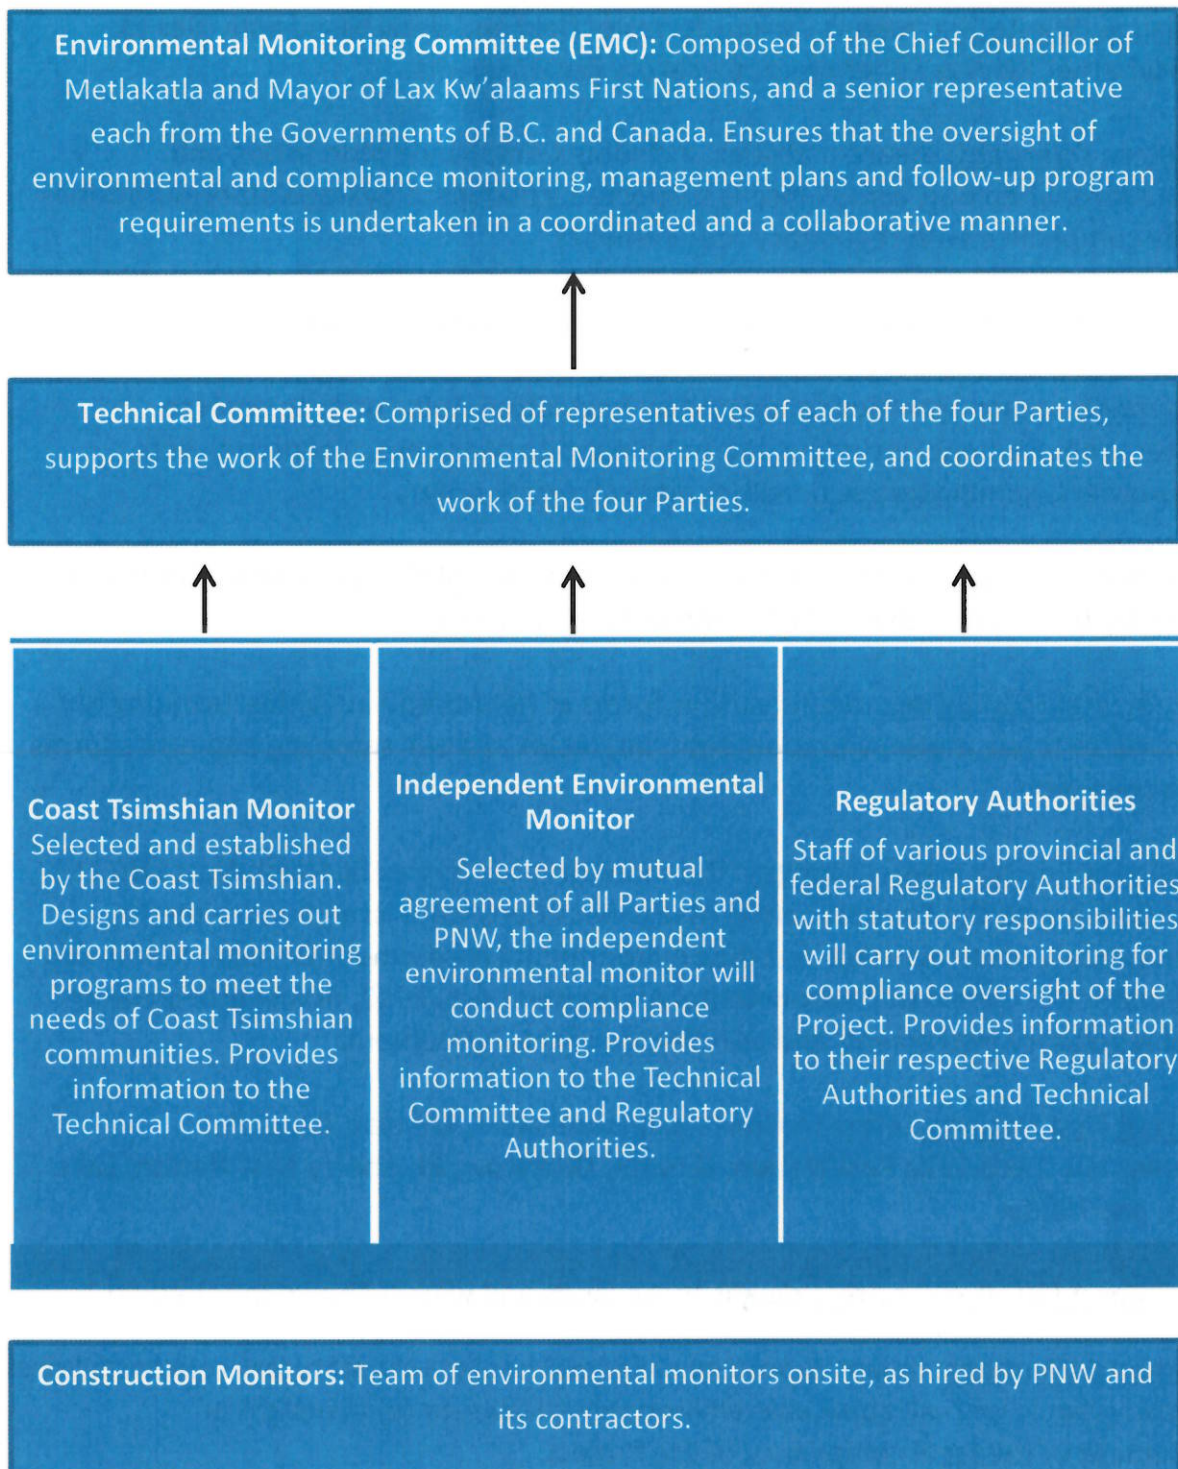 Environmental Monitoring Committee (EMC): Composed of the Chief Councillor of
Metlakatla and Mayor of Lax Kw'alaams First Nations, and a senior representative
each from the Governments of B.C. and Canada. Ensures that the oversight of
environmental and compliance monitoring, management plans and follow-up program
requirements is undertaken in a coordinated and a collaborative manner.
Technical Committee: Comprised of representatives of each of the four Parties,
supports the work of the Environmental Monitoring Committee, and coordinates the
work of the four Parties.
Coast Tsimshian Monitor
Selected and established
by the Coast Tsimshian.
Designs and carries out
environmental monitoring
programs to meet the
needs of Coast Tsimshian
communities. Provides
information to the
Technical Committee.
Independent Environmental
Monitor
Selected by mutual
agreement of all Parties and
PNW, the independent
environmental monitor will
conduct compliance
monitoring. Provides
information to the Technical
Committee and Regulatory
Authorities.
Regulatory Authorities
Staff of various provincial and
federal Regulatory Authorities
with statutory responsibilities
will carry out monitoring for
compliance oversight of the
Project. Provides information
to their respective Regulatory
Authorities and Technical
Committee.
Construction Monitors: Team of environmental monitors onsite, as hired by PNW and
its contractors.